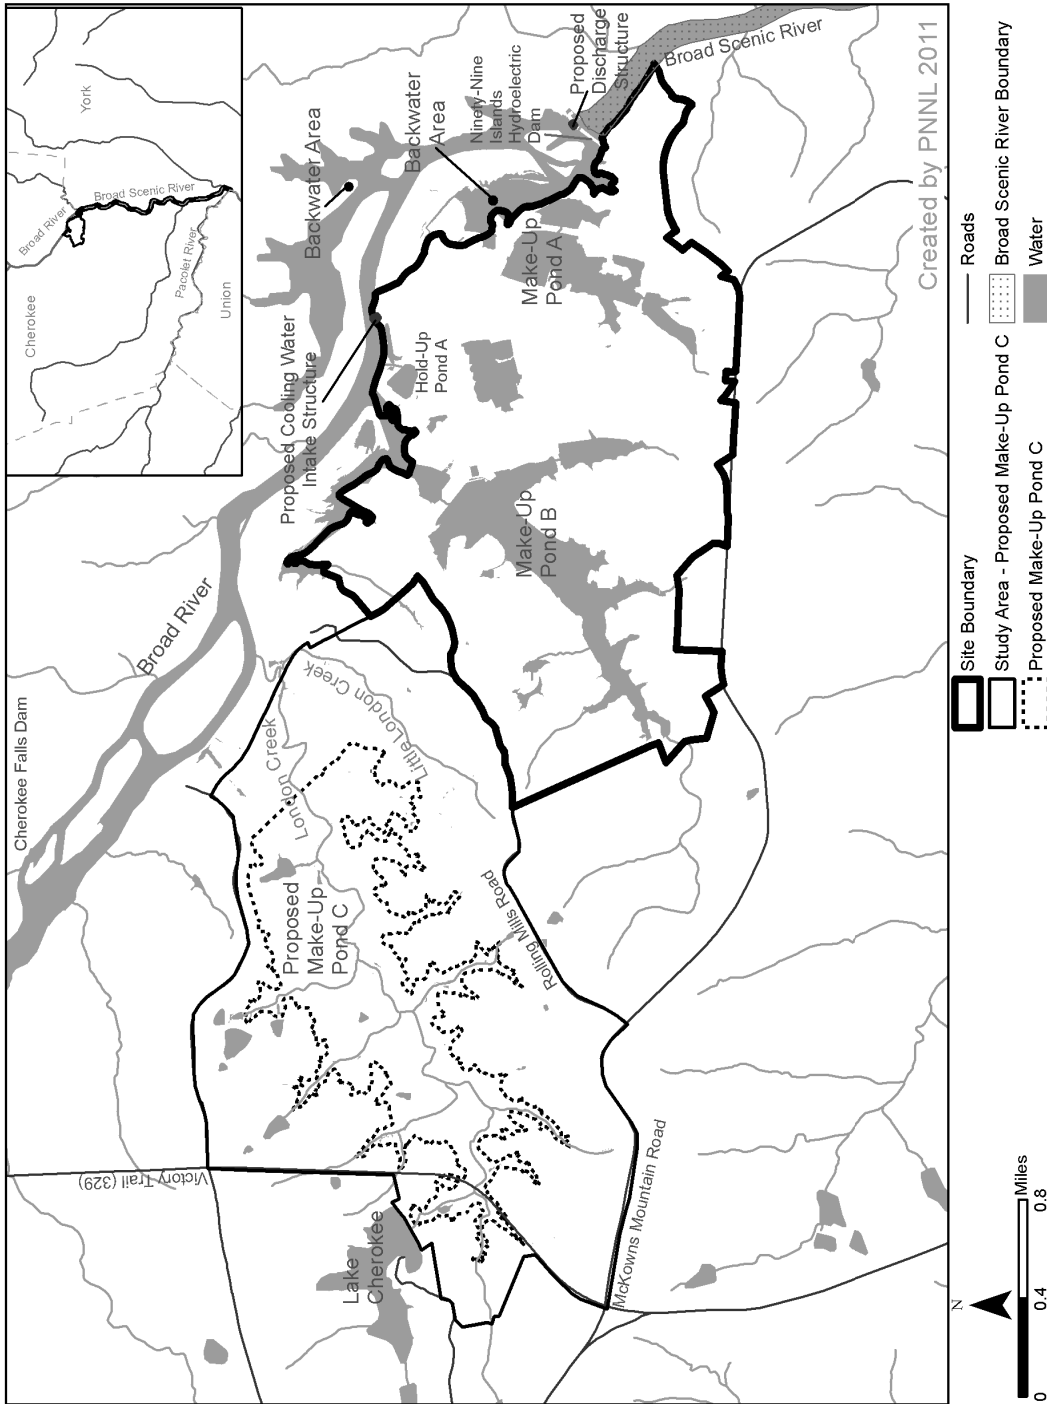 Cherokee
York
Broad River
Broad Scenic River
Pacolet River
Union
Cherokee Falls Dam
Broad River
Backwater Area
Backwater
Area
Ninety-Nine
Islands
Hydroelectric
Dam
Proposed
Discharge
Structure
Broad Scenic River
Proposed Cooling Water
Intake Structure
Hold-Up
Pond A
Make-Up
Pond A
Make-Up
Pond B
London Creek
Little London Creek
Proposed
Make-Up
Pond C
Rolling Mills Road
Victory Trail (329)
Lake
Cherokee
McKowns Mountain Road
Created by PNNL 2011
N
0 0.4 0.8
Miles
Site Boundary
Study Area - Proposed Make-Up Pond C
Proposed Make-Up Pond C
Roads
Broad Scenic River Boundary
Water